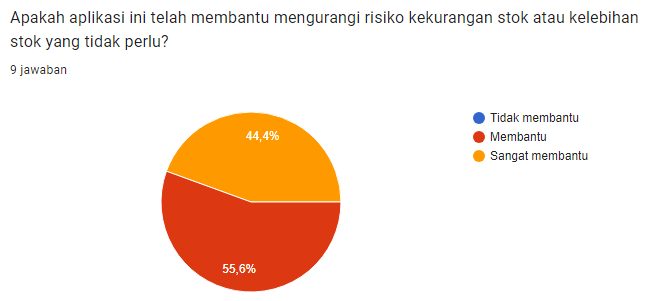 Apakah aplikasi ini telah membantu mengurangi risiko kekurangan stok atau kelebihan
stok yang tidak perlu?
9 jawaban
44,4%
55,6%
Tidak membantu
Membantu
Sangat membantu